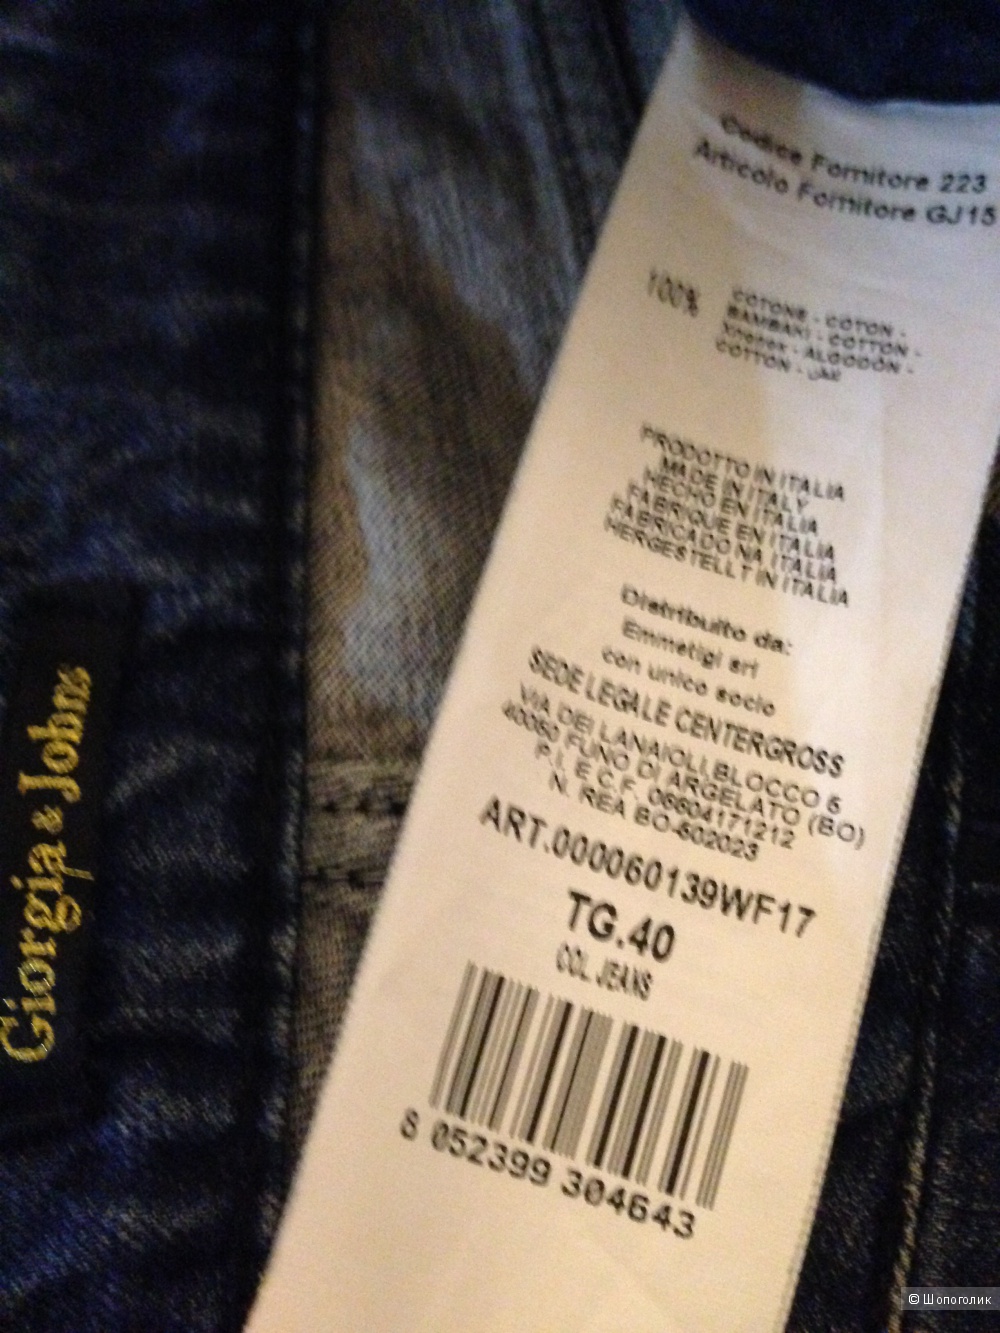 Giorgia & Johns
Codice Fornitore 223
Articolo Fornitore GJ15
100%
COTONE - COTON -
BAMBAKI - COTTON -
ALGODÓN -
COTTON - قطن
PRODOTTO IN ITALIA
MADE IN ITALY
HECHO EN ITALIA
FABRIQUE EN ITALIA
FABRICADO NA ITALIA
HERGESTELLT IN ITALIA
Distribuito da:
Emmetigi srl
con unico socio
SEDE LEGALE CENTERGROSS
VIA DEI LANAIOLI,BLOCCO 5
40050 FUNO DI ARGELATO (BO)
P.I. E C.F. 06604171212
N. REA BO-502023
ART.000060139WF17
TG.40
COL.JEANS
8 052399 304643
© Шопоголик